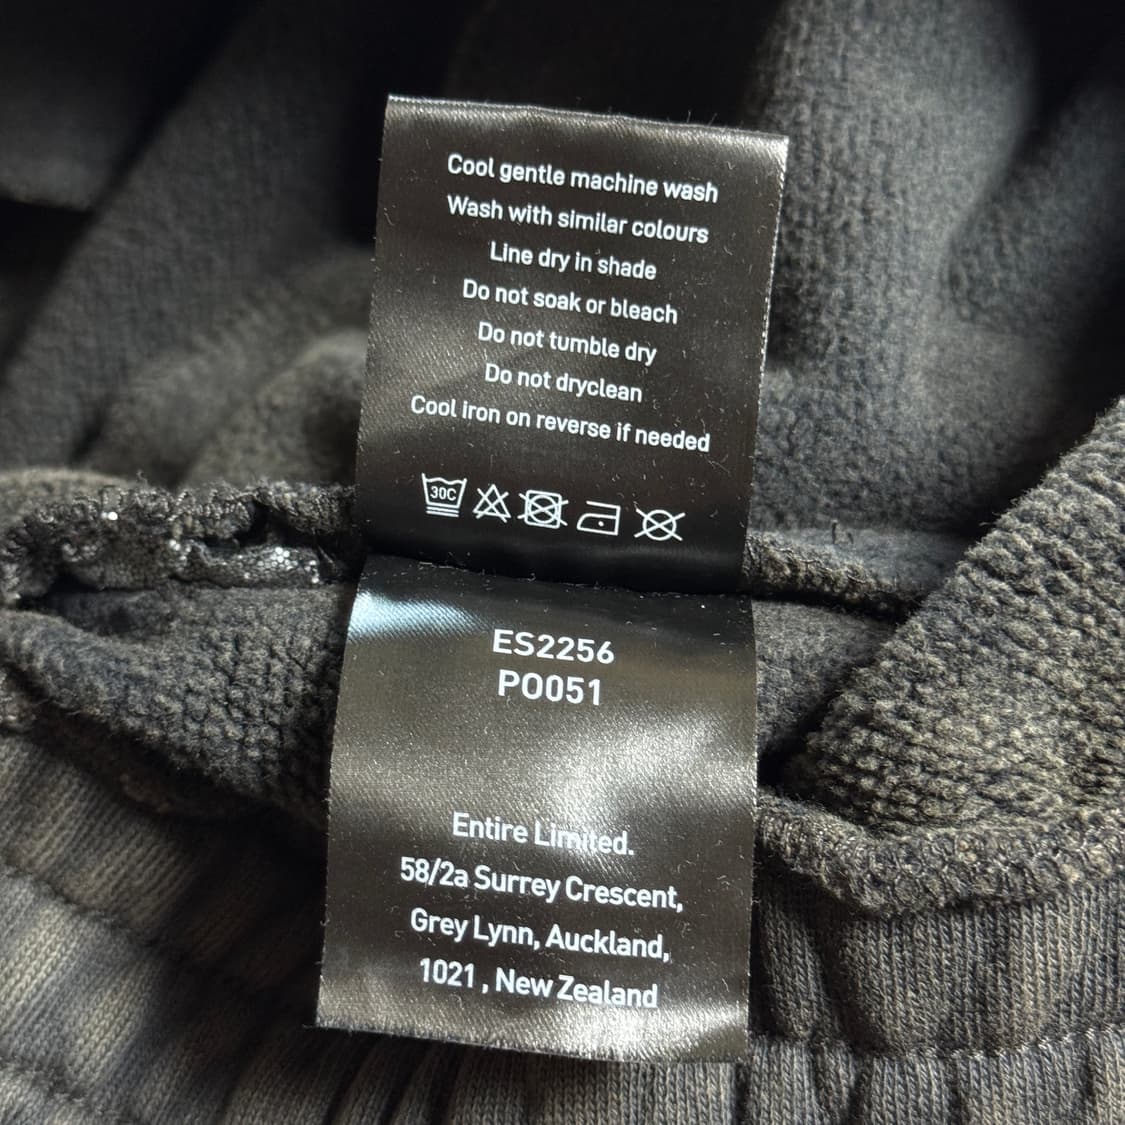 Cool gentle machine wash
Wash with similar colours
Line dry in shade
Do not soak or bleach
Do not tumble dry
Do not dryclean
Cool iron on reverse if needed
30C
ES2256
PO051
Entire Limited.
58/2a Surrey Crescent,
Grey Lynn, Auckland,
1021 , New Zealand